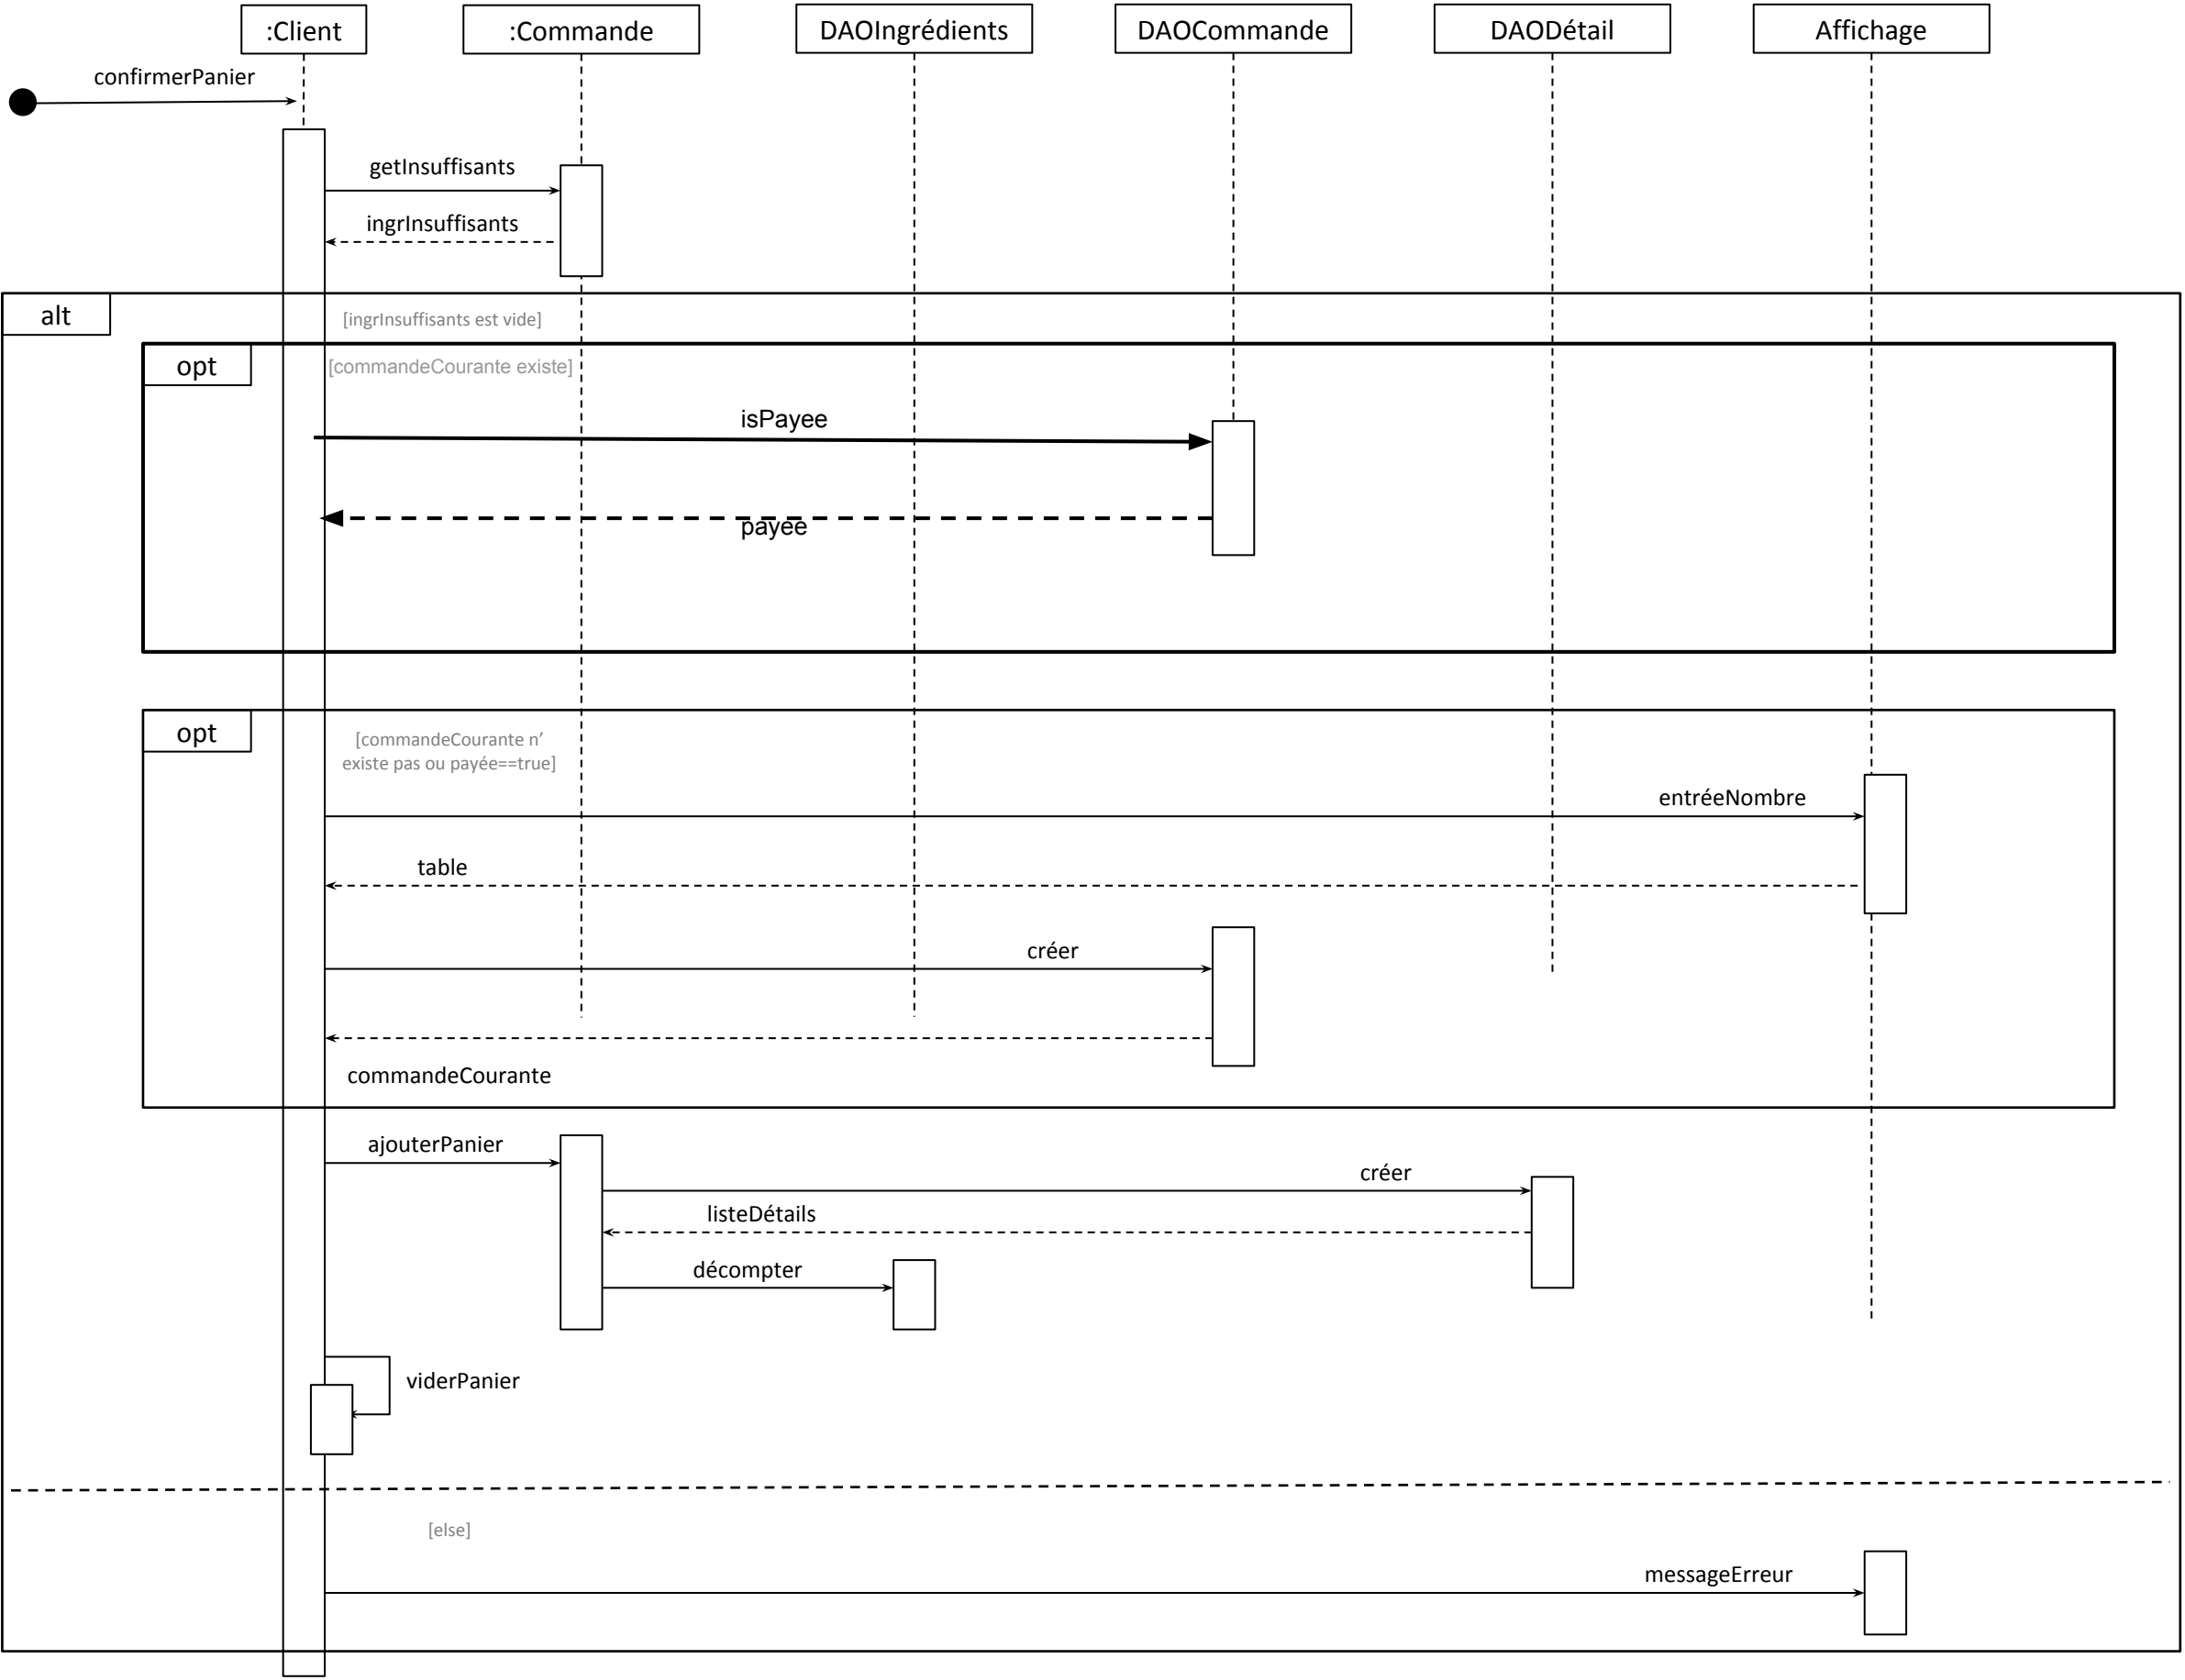 :Client
:Commande
DAOIngrédients
DAOCommande
DAODétail
Affichage
confirmerPanier
getInsuffisants
ingrInsuffisants
alt
[ingrInsuffisants est vide]
opt
[commandeCourante existe]
isPayee
payee
opt
[commandeCourante n'
existe pas ou payée==true]
entréeNombre
table
créer
commandeCourante
ajouterPanier
créer
listeDétails
décompter
viderPanier
[else]
messageErreur